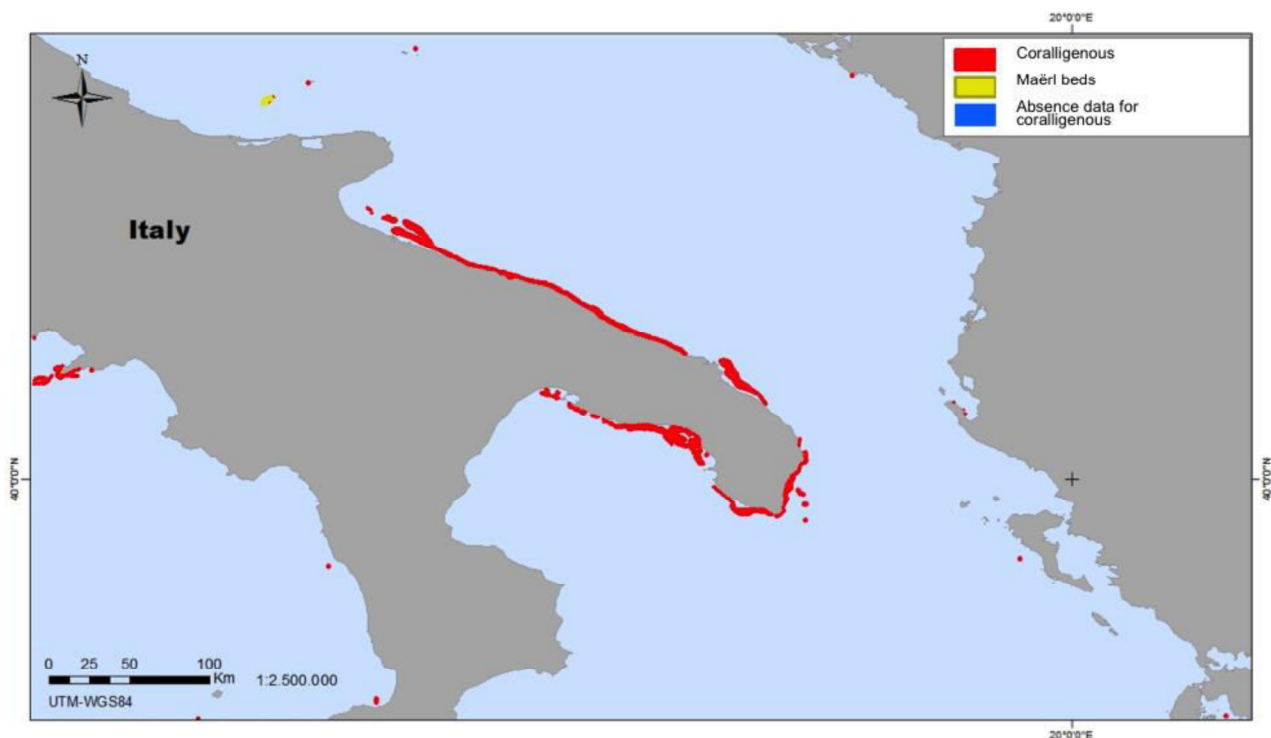 20°0'0"E
N
Coralligenous
Maërl beds
Absence data for
coralligenous
Italy
40°0'0"N
40°0'0"N
0 25 50 100
Km
1:2.500.000
UTM-WGS84
20°0'0"E